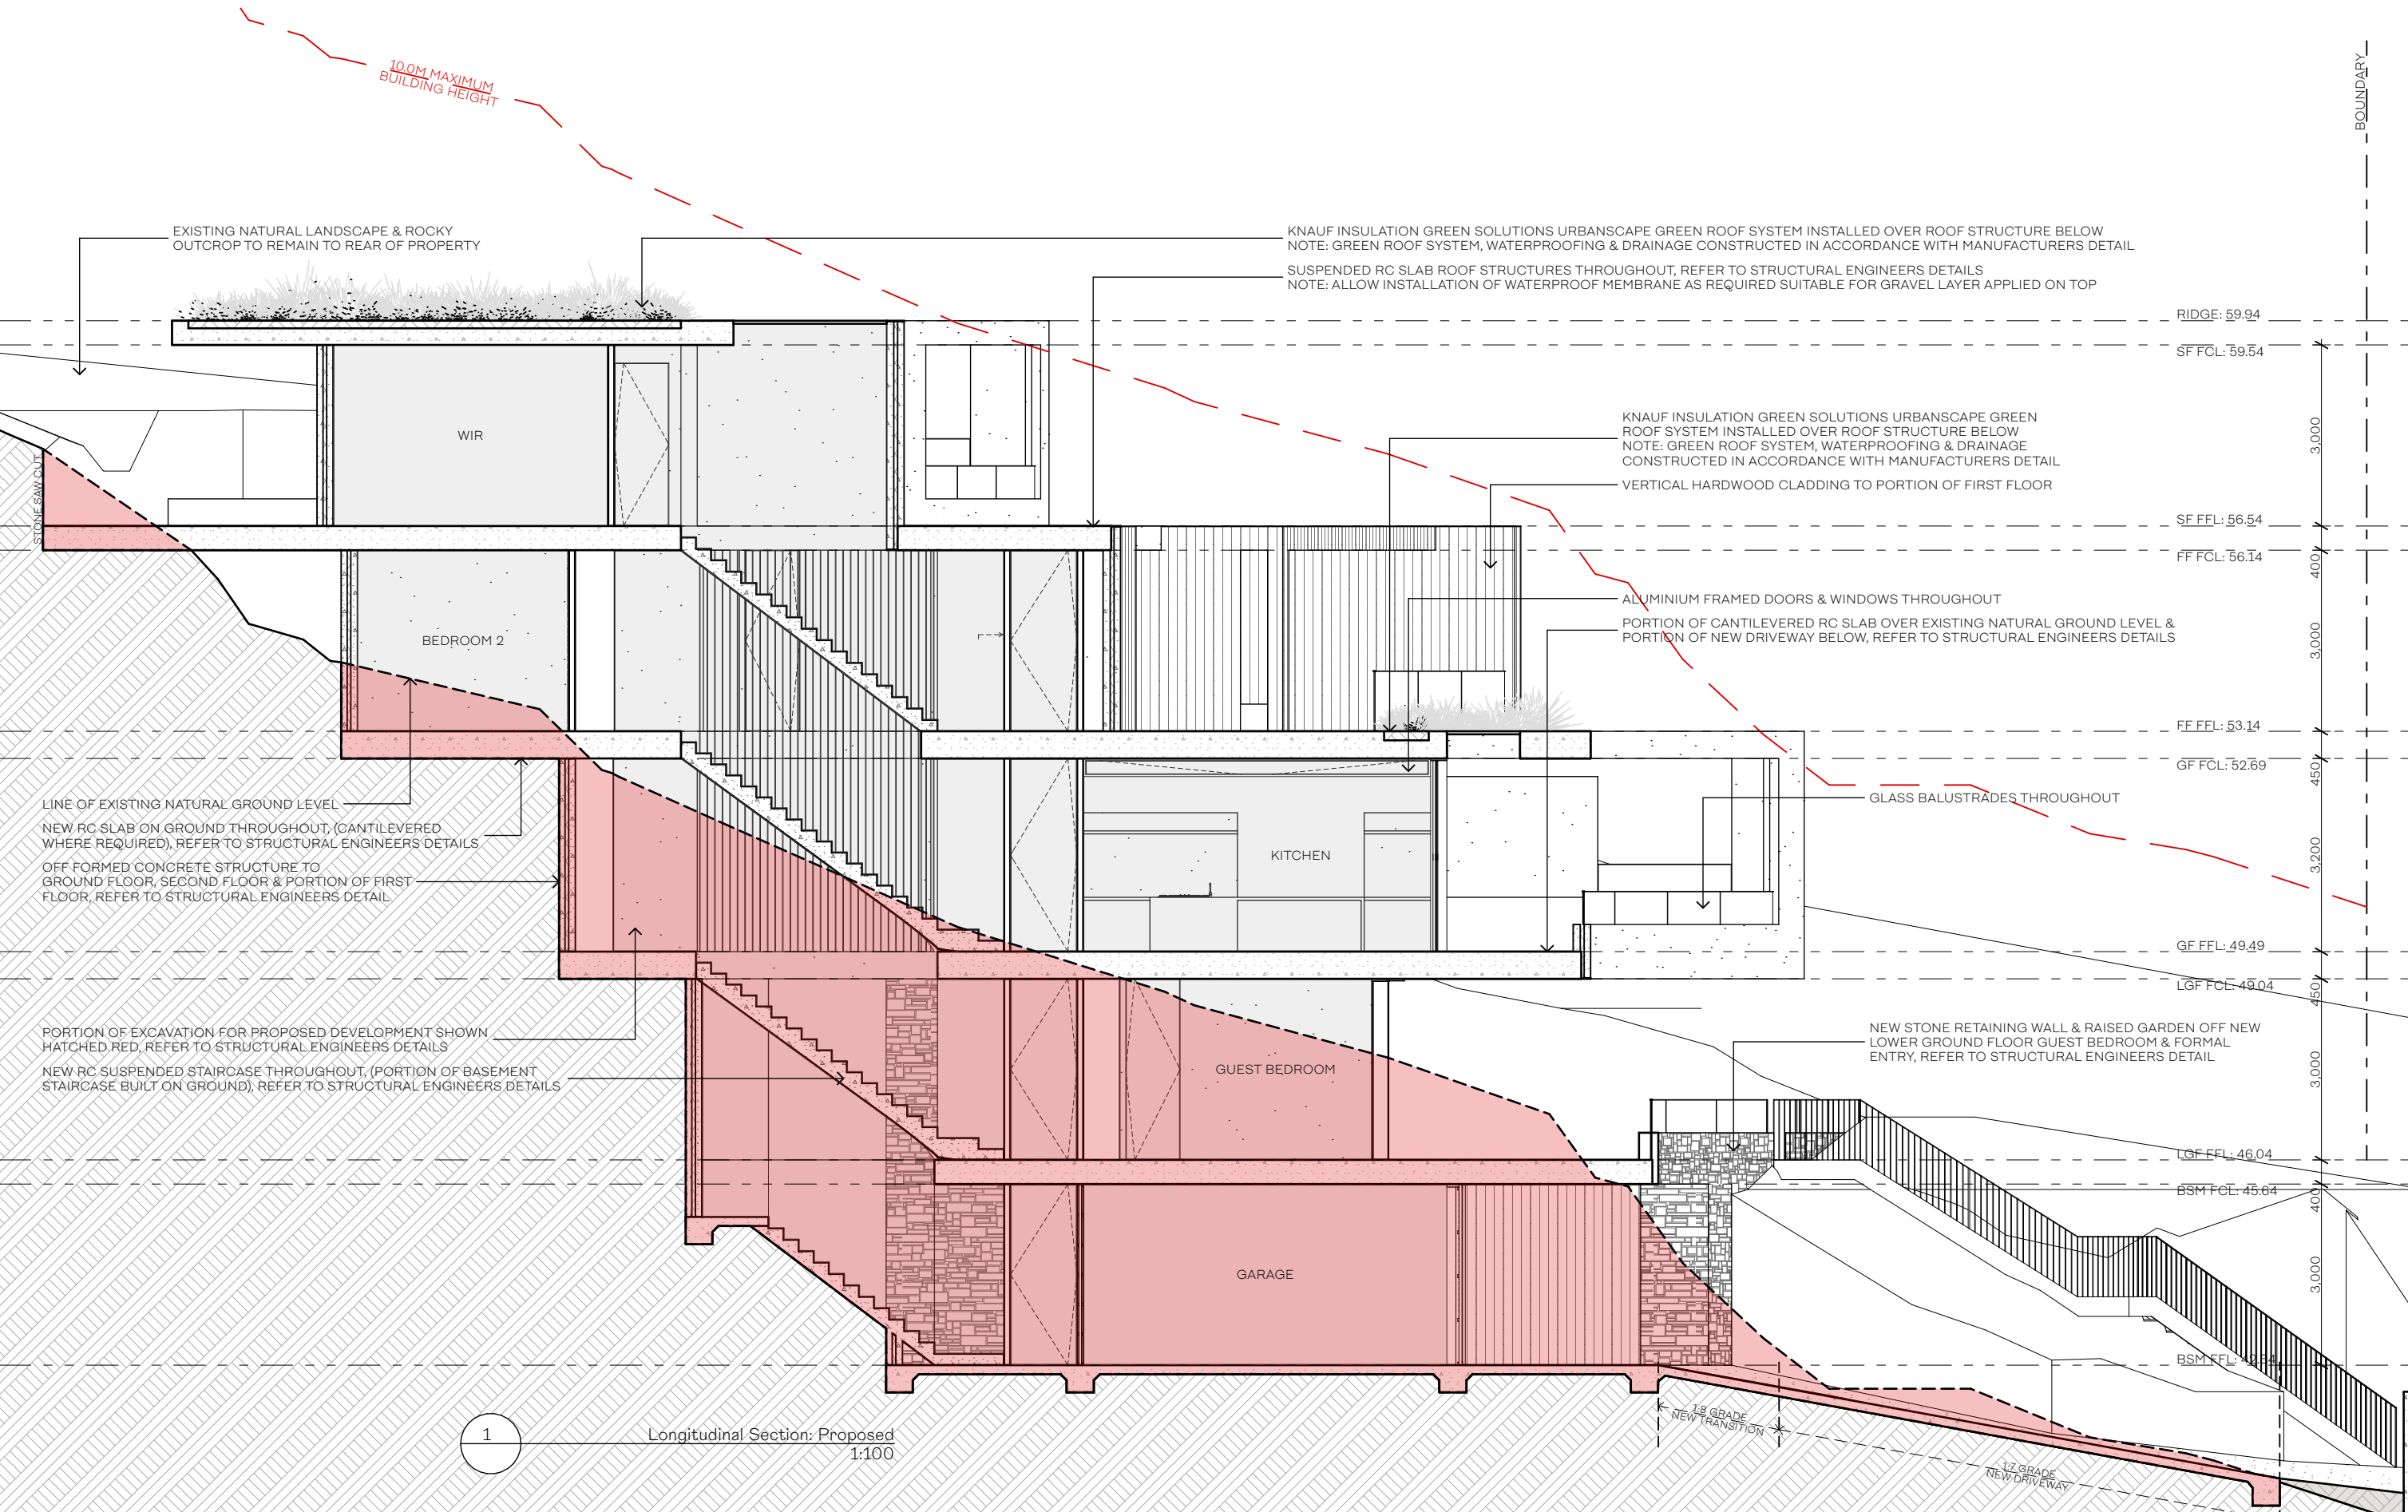 10.0M MAXIMUM
BUILDING HEIGHT
BOUNDARY
EXISTING NATURAL LANDSCAPE & ROCKY
OUTCROP TO REMAIN TO REAR OF PROPERTY
KNAUF INSULATION GREEN SOLUTIONS URBANSCAPE GREEN ROOF SYSTEM INSTALLED OVER ROOF STRUCTURE BELOW
NOTE: GREEN ROOF SYSTEM, WATERPROOFING & DRAINAGE CONSTRUCTED IN ACCORDANCE WITH MANUFACTURERS DETAIL
SUSPENDED RC SLAB ROOF STRUCTURES THROUGHOUT, REFER TO STRUCTURAL ENGINEERS DETAILS
NOTE: ALLOW INSTALLATION OF WATERPROOF MEMBRANE AS REQUIRED SUITABLE FOR GRAVEL LAYER APPLIED ON TOP
RIDGE: 59.94
SF FCL: 59.54
3,000
KNAUF INSULATION GREEN SOLUTIONS URBANSCAPE GREEN
ROOF SYSTEM INSTALLED OVER ROOF STRUCTURE BELOW
NOTE: GREEN ROOF SYSTEM, WATERPROOFING & DRAINAGE
CONSTRUCTED IN ACCORDANCE WITH MANUFACTURERS DETAIL
VERTICAL HARDWOOD CLADDING TO PORTION OF FIRST FLOOR
WIR
STONE SAW CUT
SF FFL: 56.54
FF FCL: 56.14
400
ALUMINIUM FRAMED DOORS & WINDOWS THROUGHOUT
PORTION OF CANTILEVERED RC SLAB OVER EXISTING NATURAL GROUND LEVEL &
PORTION OF NEW DRIVEWAY BELOW, REFER TO STRUCTURAL ENGINEERS DETAILS
BEDROOM 2
3,000
FF FFL: 53.14
GF FCL: 52.69
450
LINE OF EXISTING NATURAL GROUND LEVEL
GLASS BALUSTRADES THROUGHOUT
NEW RC SLAB ON GROUND THROUGHOUT, (CANTILEVERED
WHERE REQUIRED), REFER TO STRUCTURAL ENGINEERS DETAILS
OFF FORMED CONCRETE STRUCTURE TO
GROUND FLOOR, SECOND FLOOR & PORTION OF FIRST
FLOOR, REFER TO STRUCTURAL ENGINEERS DETAIL
KITCHEN
3,200
GF FFL: 49.49
LGF FCL: 49.04
450
PORTION OF EXCAVATION FOR PROPOSED DEVELOPMENT SHOWN
HATCHED RED, REFER TO STRUCTURAL ENGINEERS DETAILS
NEW RC SUSPENDED STAIRCASE THROUGHOUT, (PORTION OF BASEMENT
STAIRCASE BUILT ON GROUND), REFER TO STRUCTURAL ENGINEERS DETAILS
GUEST BEDROOM
NEW STONE RETAINING WALL & RAISED GARDEN OFF NEW
LOWER GROUND FLOOR GUEST BEDROOM & FORMAL
ENTRY, REFER TO STRUCTURAL ENGINEERS DETAIL
3,000
LGF FFL: 46.04
BSM FCL: 45.64
400
GARAGE
3,000
BSM FFL: 42.64
1
Longitudinal Section: Proposed
1:100
1:8 GRADE
NEW TRANSITION
1:7 GRADE
NEW DRIVEWAY